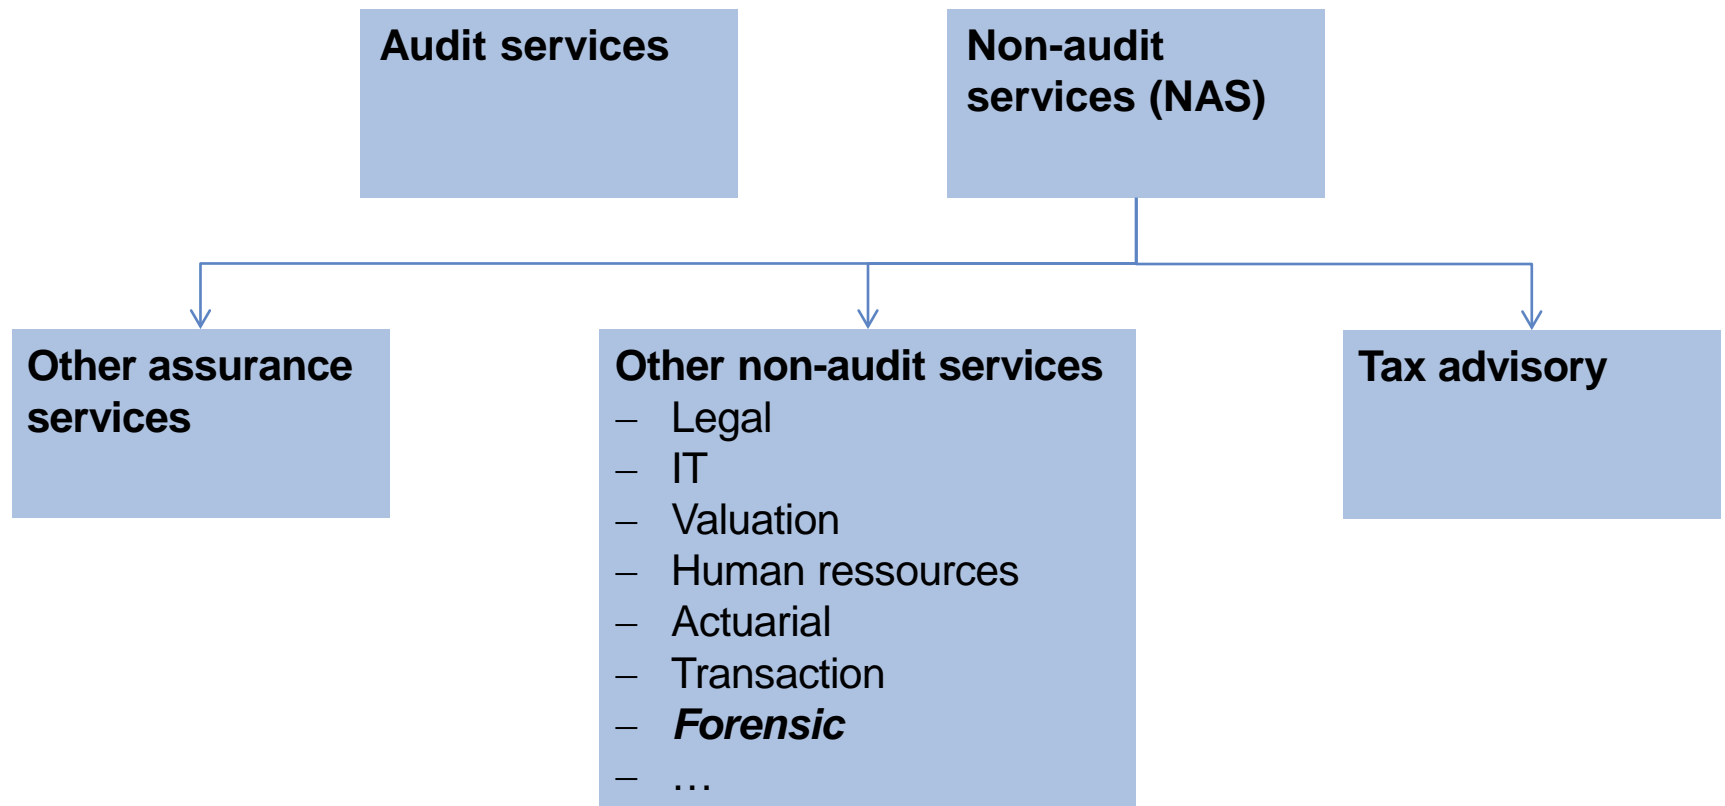 Audit services
Non-audit
services (NAS)
Other assurance
services
Other non-audit services
– Legal
– IT
– Valuation
– Human ressources
– Actuarial
– Transaction
– Forensic
– …
Tax advisory